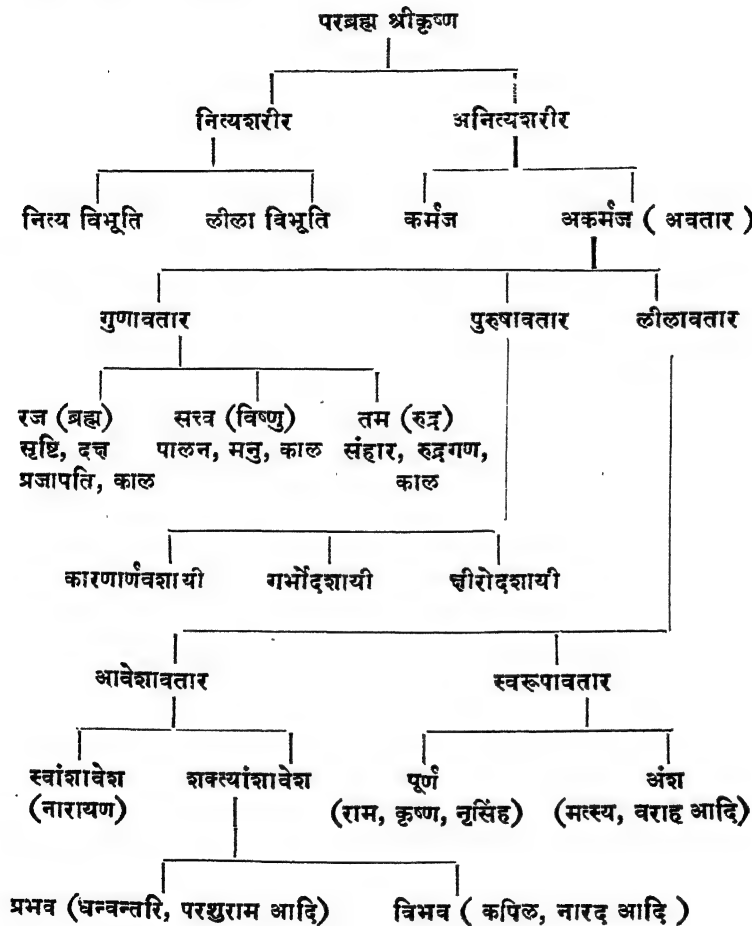 परब्रह्म श्रीकृष्ण
नित्यशरीर अनित्यशरीर
नित्य विभूति लीला विभूति कर्मज अकर्मज ( अवतार )
गुणावतार पुरुषावतार लीलावतार
रज (ब्रह्म) सत्त्व (विष्णु) तम (रुद्र)
सृष्टि, दक्ष पालन, मनु, काल संहार, रुद्रगण,
प्रजापति, काल काल
कारणार्णवशायी गर्भोदशायी क्षीरोदशायी
आवेशावतार स्वरूपावतार
स्वांशावेश शक्त्यांशावेश पूर्ण अंश
(नारायण) (राम, कृष्ण, नृसिंह) (मत्स्य, वराह आदि)
प्रभव (धन्वन्तरि, परशुराम आदि) विभव ( कपिल, नारद आदि )